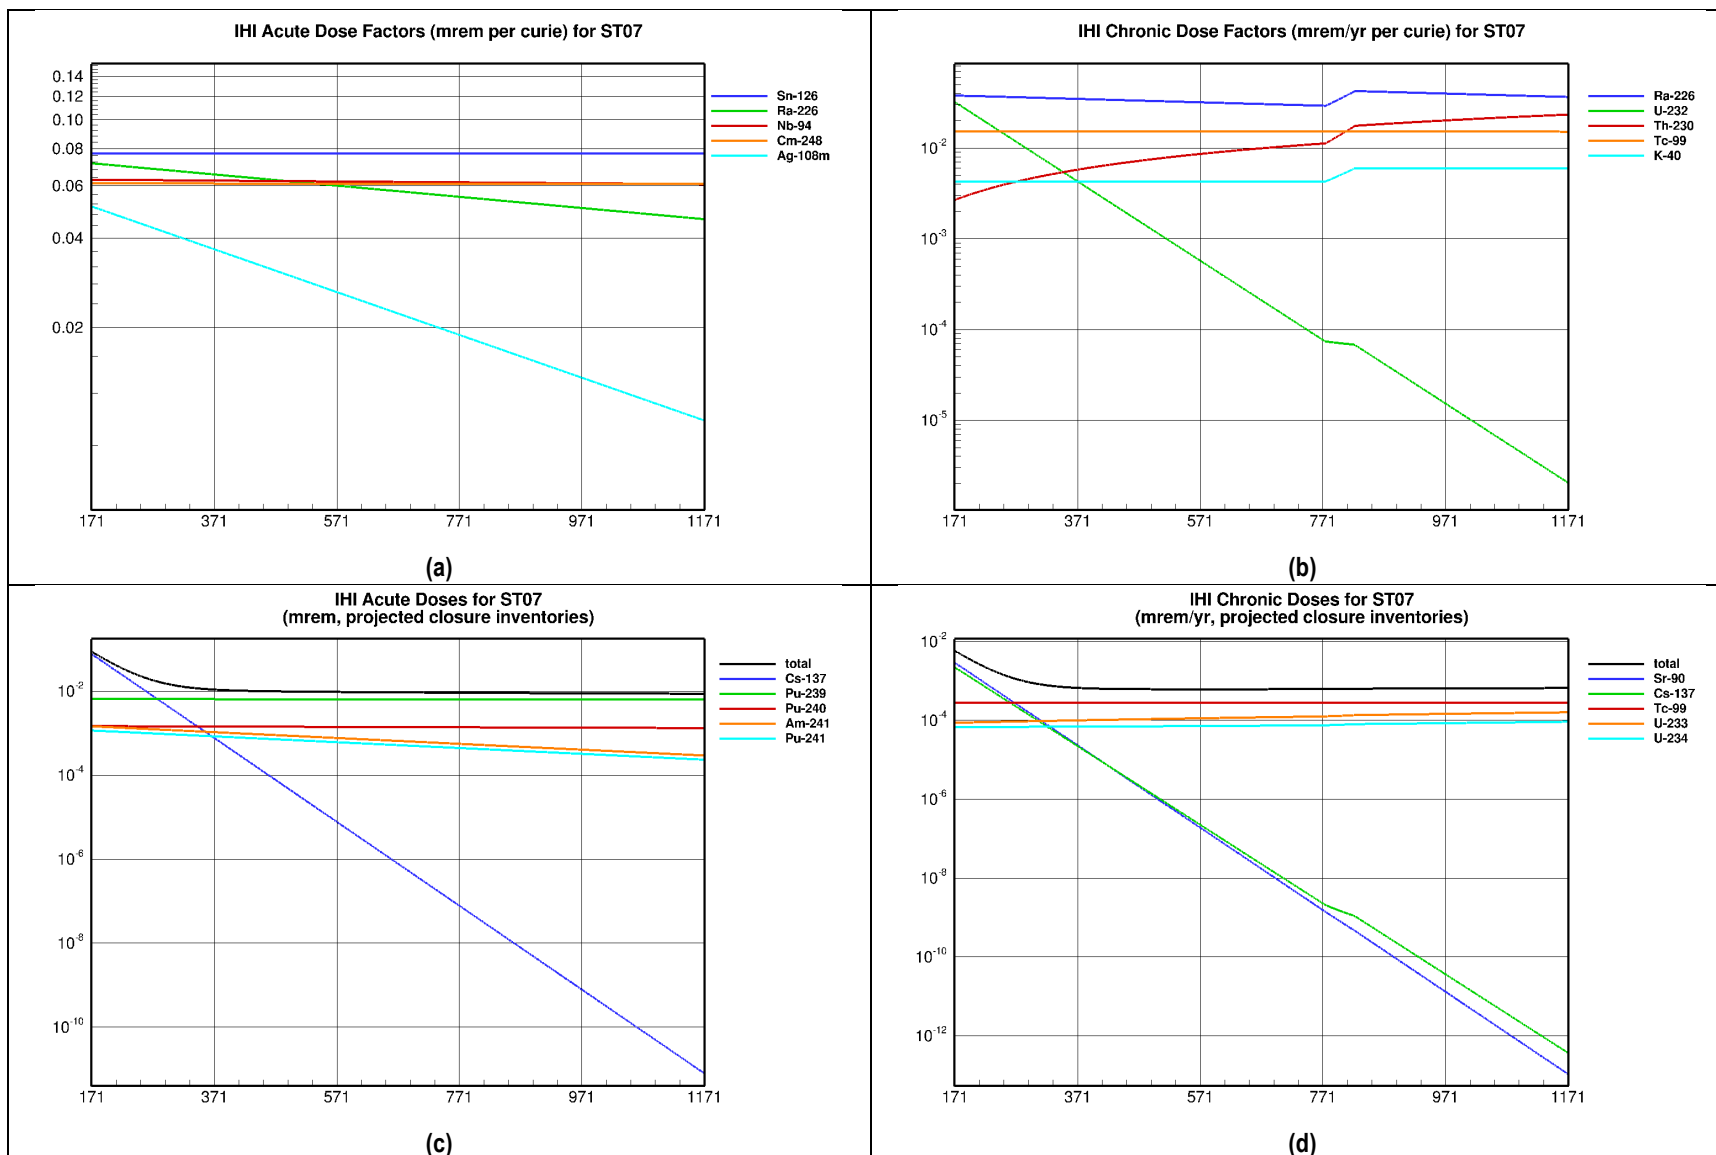 IHI Acute Dose Factors (mrem per curie) for ST07
0.14
0.12
0.10
0.08
0.06
0.04
0.02
171 371 571 771 971 1171
Sn-126
Ra-226
Nb-94
Cm-248
Ag-108m
(a)
IHI Chronic Dose Factors (mrem/yr per curie) for ST07
10⁻²
10⁻³
10⁻⁴
10⁻⁵
171 371 571 771 971 1171
Ra-226
U-232
Th-230
Tc-99
K-40
(b)
IHI Acute Doses for ST07
(mrem, projected closure inventories)
10⁻²
10⁻⁴
10⁻⁶
10⁻⁸
10⁻¹⁰
171 371 571 771 971 1171
total
Cs-137
Pu-239
Pu-240
Am-241
Pu-241
(c)
IHI Chronic Doses for ST07
(mrem/yr, projected closure inventories)
10⁻²
10⁻⁴
10⁻⁶
10⁻⁸
10⁻¹⁰
10⁻¹²
171 371 571 771 971 1171
total
Sr-90
Cs-137
Tc-99
U-233
U-234
(d)